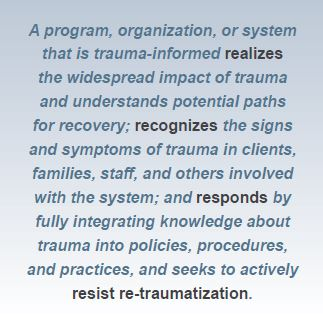 A program, organization, or system
that is trauma-informed realizes
the widespread impact of trauma
and understands potential paths
for recovery; recognizes the signs
and symptoms of trauma in clients,
families, staff, and others involved
with the system; and responds by
fully integrating knowledge about
trauma into policies, procedures,
and practices, and seeks to actively
resist re-traumatization.